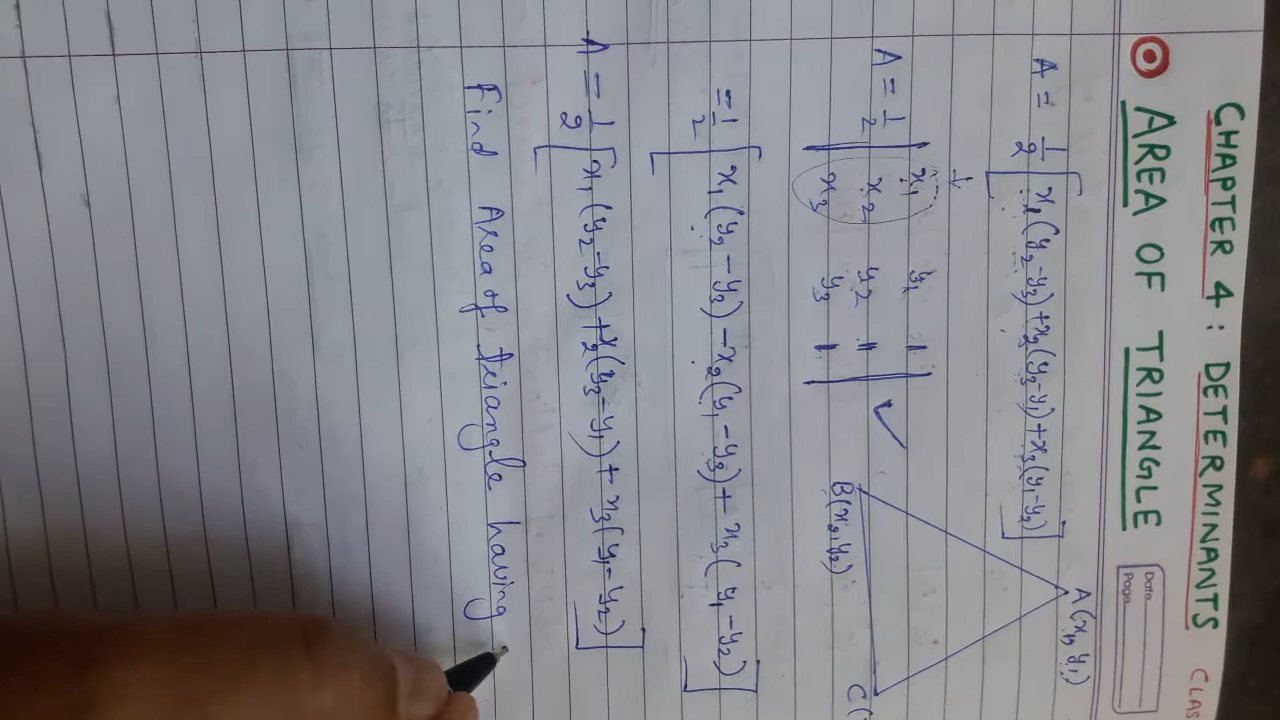 CHAPTER 4: DETERMINANTS CLAS
AREA OF TRIANGLE
Date
Page
A = 1/2 [x1(y2-y3)+x2(y3-y1)+x3(y1-y2)]
A(x1, y1)
A = 1/2 | x1 y1 1 |
| x2 y2 1 |
| x3 y3 1 | ✓
B(x2, y2)
C(
= 1/2 [x1(y2-y3)-x2(y1-y3)+x3(y1-y2)]
A = 1/2 [x1(y2-y3)+x2(y3-y1)+x3(y1-y2)]
Find Area of triangle having